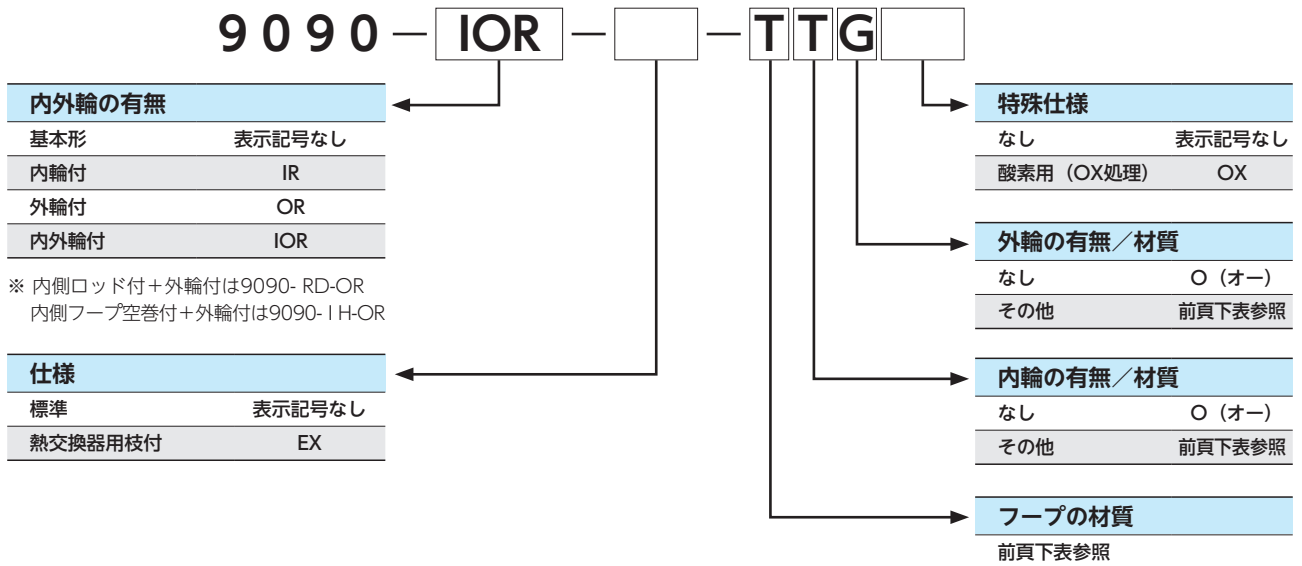 9090－IOR－　－TTG
内外輪の有無
基本形　表示記号なし
内輪付　IR
外輪付　OR
内外輪付　IOR
※ 内側ロッド付＋外輪付は9090- RD-OR
内側フープ空巻付＋外輪付は9090- I H-OR
仕様
標準　表示記号なし
熱交換器用枝付　EX
特殊仕様
なし　表示記号なし
酸素用（OX処理）　OX
外輪の有無／材質
なし　O（オー）
その他　前頁下表参照
内輪の有無／材質
なし　O（オー）
その他　前頁下表参照
フープの材質
前頁下表参照